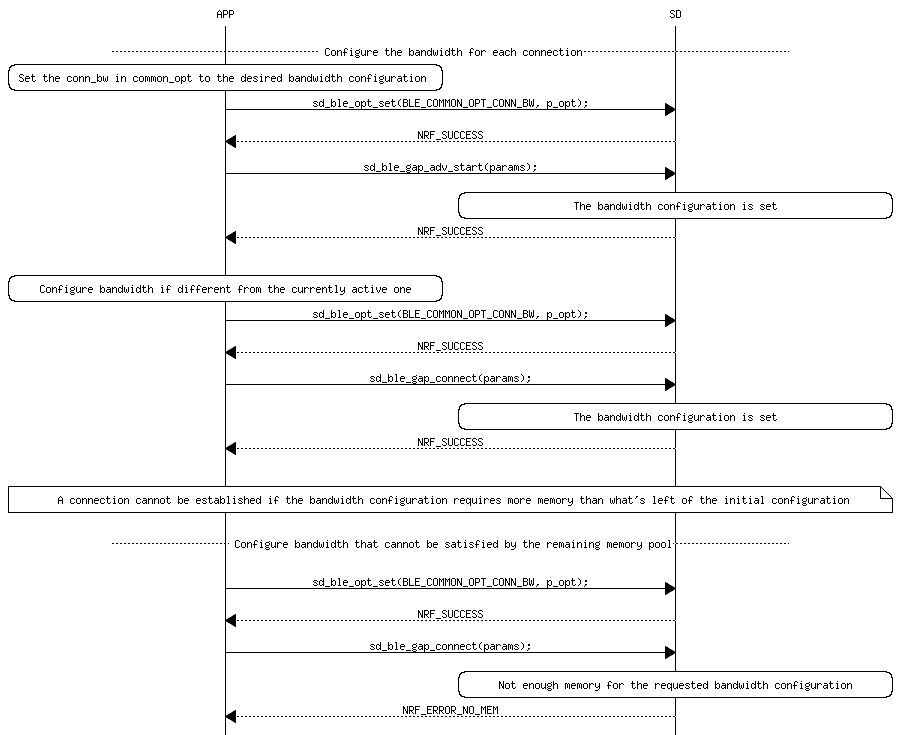 APP
SD
Configure the bandwidth for each connection
Set the conn_bw in common_opt to the desired bandwidth configuration
sd_ble_opt_set(BLE_COMMON_OPT_CONN_BW, p_opt);
NRF_SUCCESS
sd_ble_gap_adv_start(params);
The bandwidth configuration is set
NRF_SUCCESS
Configure bandwidth if different from the currently active one
sd_ble_opt_set(BLE_COMMON_OPT_CONN_BW, p_opt);
NRF_SUCCESS
sd_ble_gap_connect(params);
The bandwidth configuration is set
NRF_SUCCESS
A connection cannot be established if the bandwidth configuration requires more memory than what's left of the initial configuration
Configure bandwidth that cannot be satisfied by the remaining memory pool
sd_ble_opt_set(BLE_COMMON_OPT_CONN_BW, p_opt);
NRF_SUCCESS
sd_ble_gap_connect(params);
Not enough memory for the requested bandwidth configuration
NRF_ERROR_NO_MEM